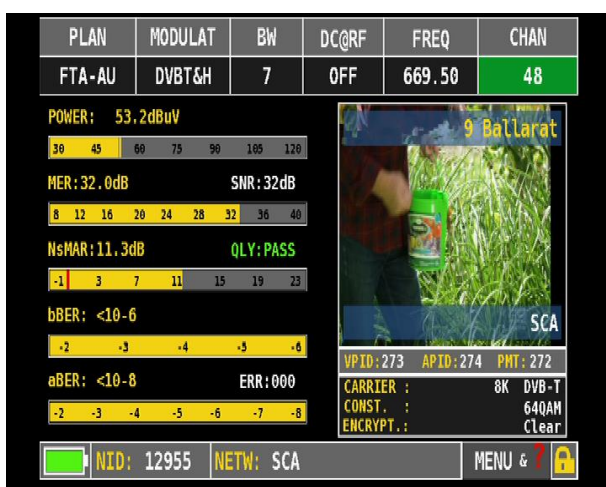 PLAN MODULAT BW DC@RF FREQ CHAN
FTA-AU DVBT&H 7 OFF 669.50 48
POWER: 53.2dBuV
30 45 60 75 90 105 120
MER:32.0dB SNR:32dB
8 12 16 20 24 28 32 36 40
NsMAR:11.3dB QLY:PASS
-1 3 7 11 15 19 23
bBER: <10-6
-2 -3 -4 -5 -6
aBER: <10-8 ERR:000
-2 -3 -4 -5 -6 -7 -8
9 Ballarat
SCA
VPID:273 APID:274 PMT:272
CARRIER : 8K DVB-T
CONST. : 64QAM
ENCRYPT.: Clear
NID: 12955 NETW: SCA MENU & ?